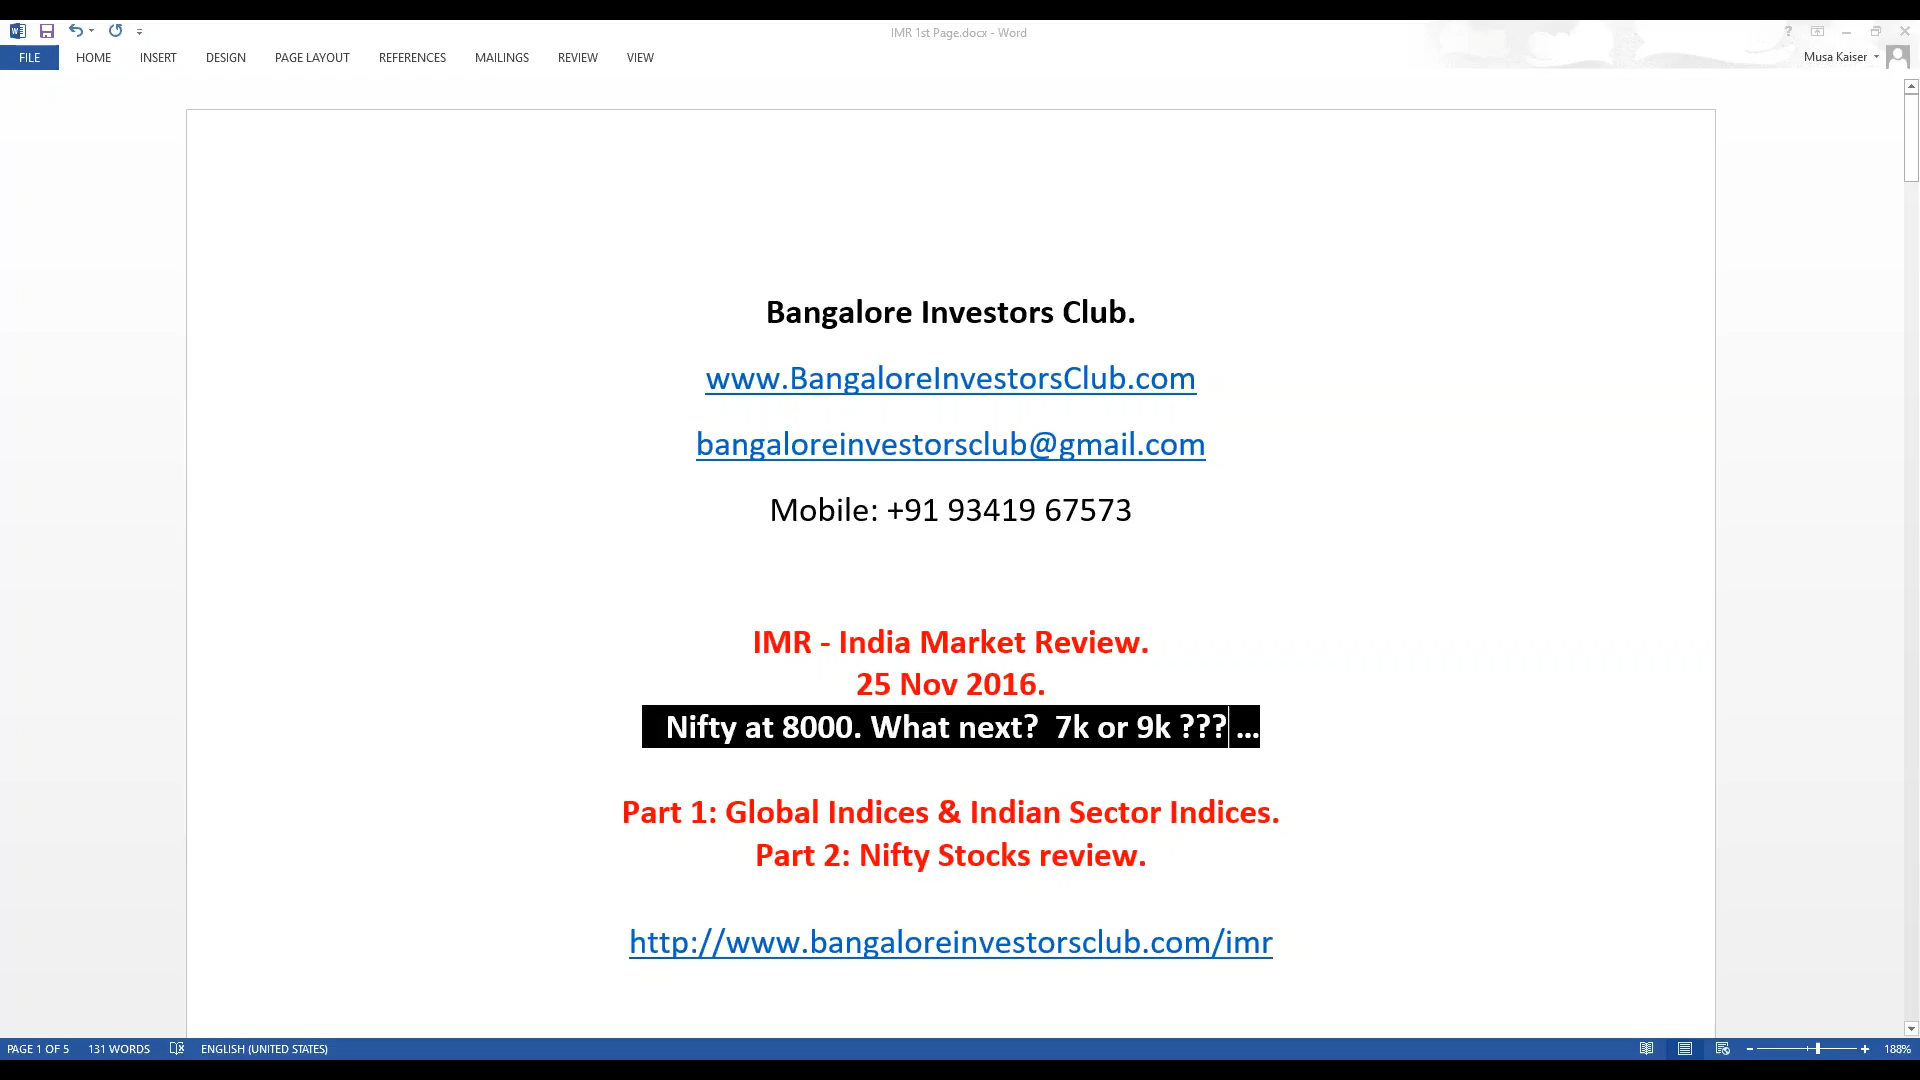 IMR 1st Page.docx - Word
FILE HOME INSERT DESIGN PAGE LAYOUT REFERENCES MAILINGS REVIEW VIEW
Musa Kaiser
Bangalore Investors Club.
www.BangaloreInvestorsClub.com
bangaloreinvestorsclub@gmail.com
Mobile: +91 93419 67573
IMR - India Market Review.
25 Nov 2016.
Nifty at 8000. What next? 7k or 9k ??? ...
Part 1: Global Indices & Indian Sector Indices.
Part 2: Nifty Stocks review.
http://www.bangaloreinvestorsclub.com/imr
PAGE 1 OF 5 131 WORDS ENGLISH (UNITED STATES) 188%